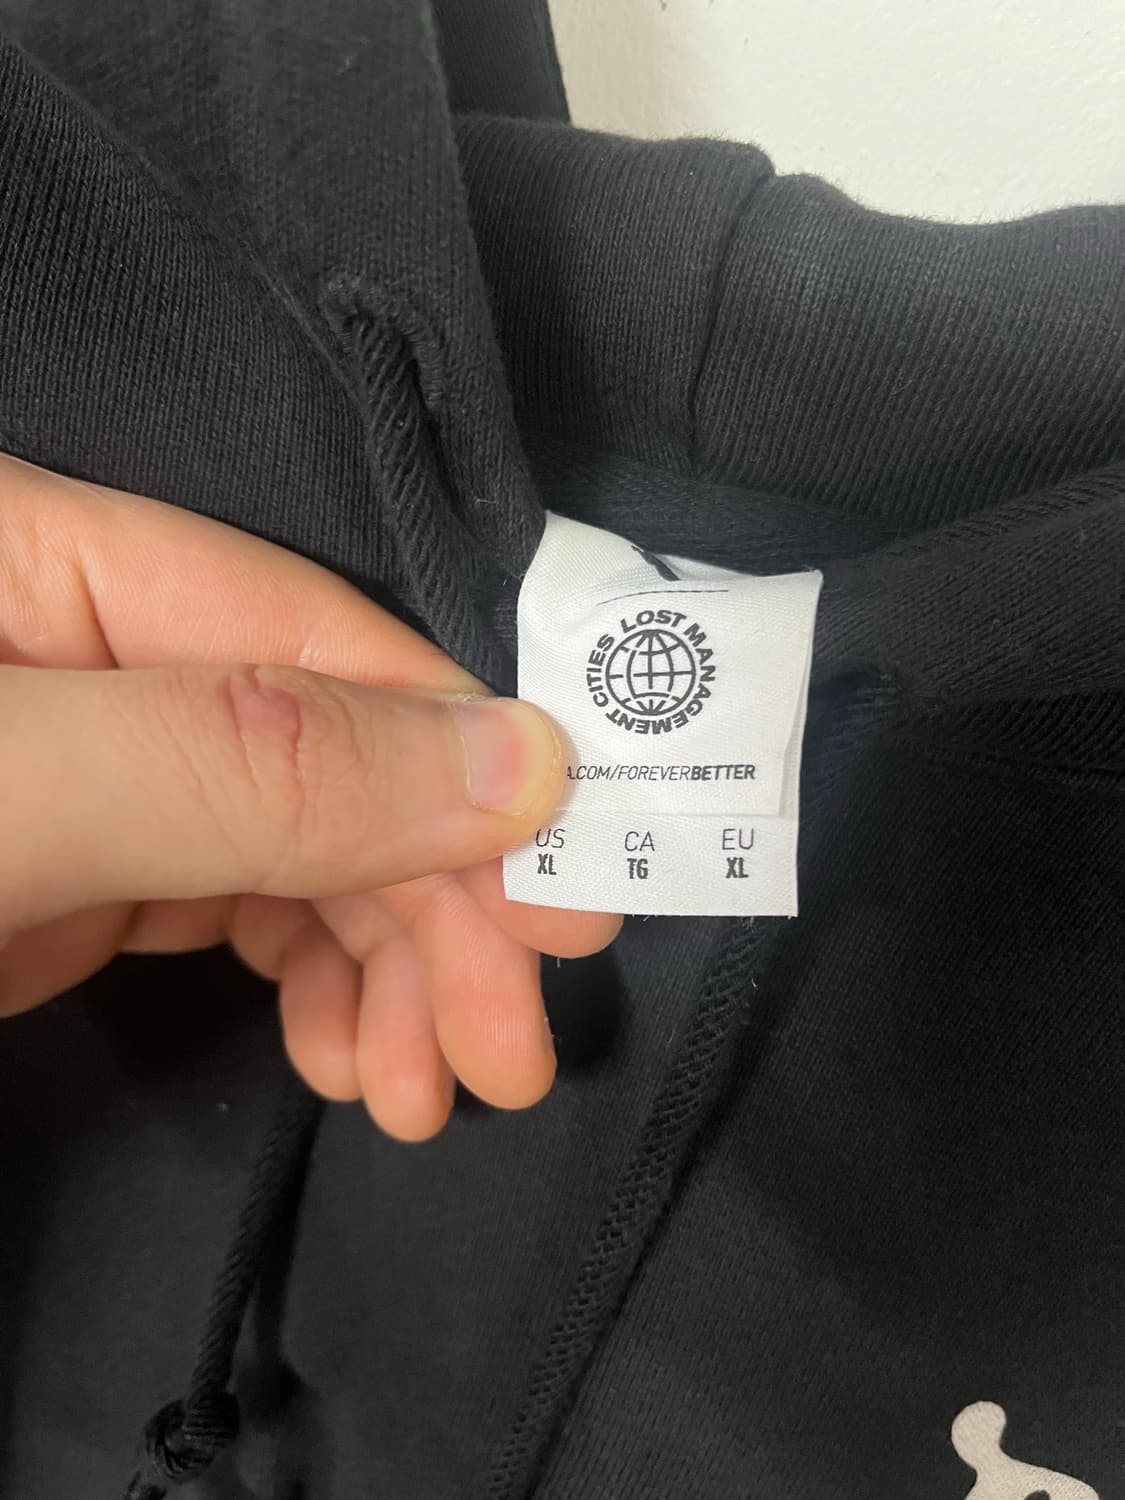 LOST MANAGEMENT CITIES
A.COM/FOREVERBETTER
US CA EU
XL TG XL